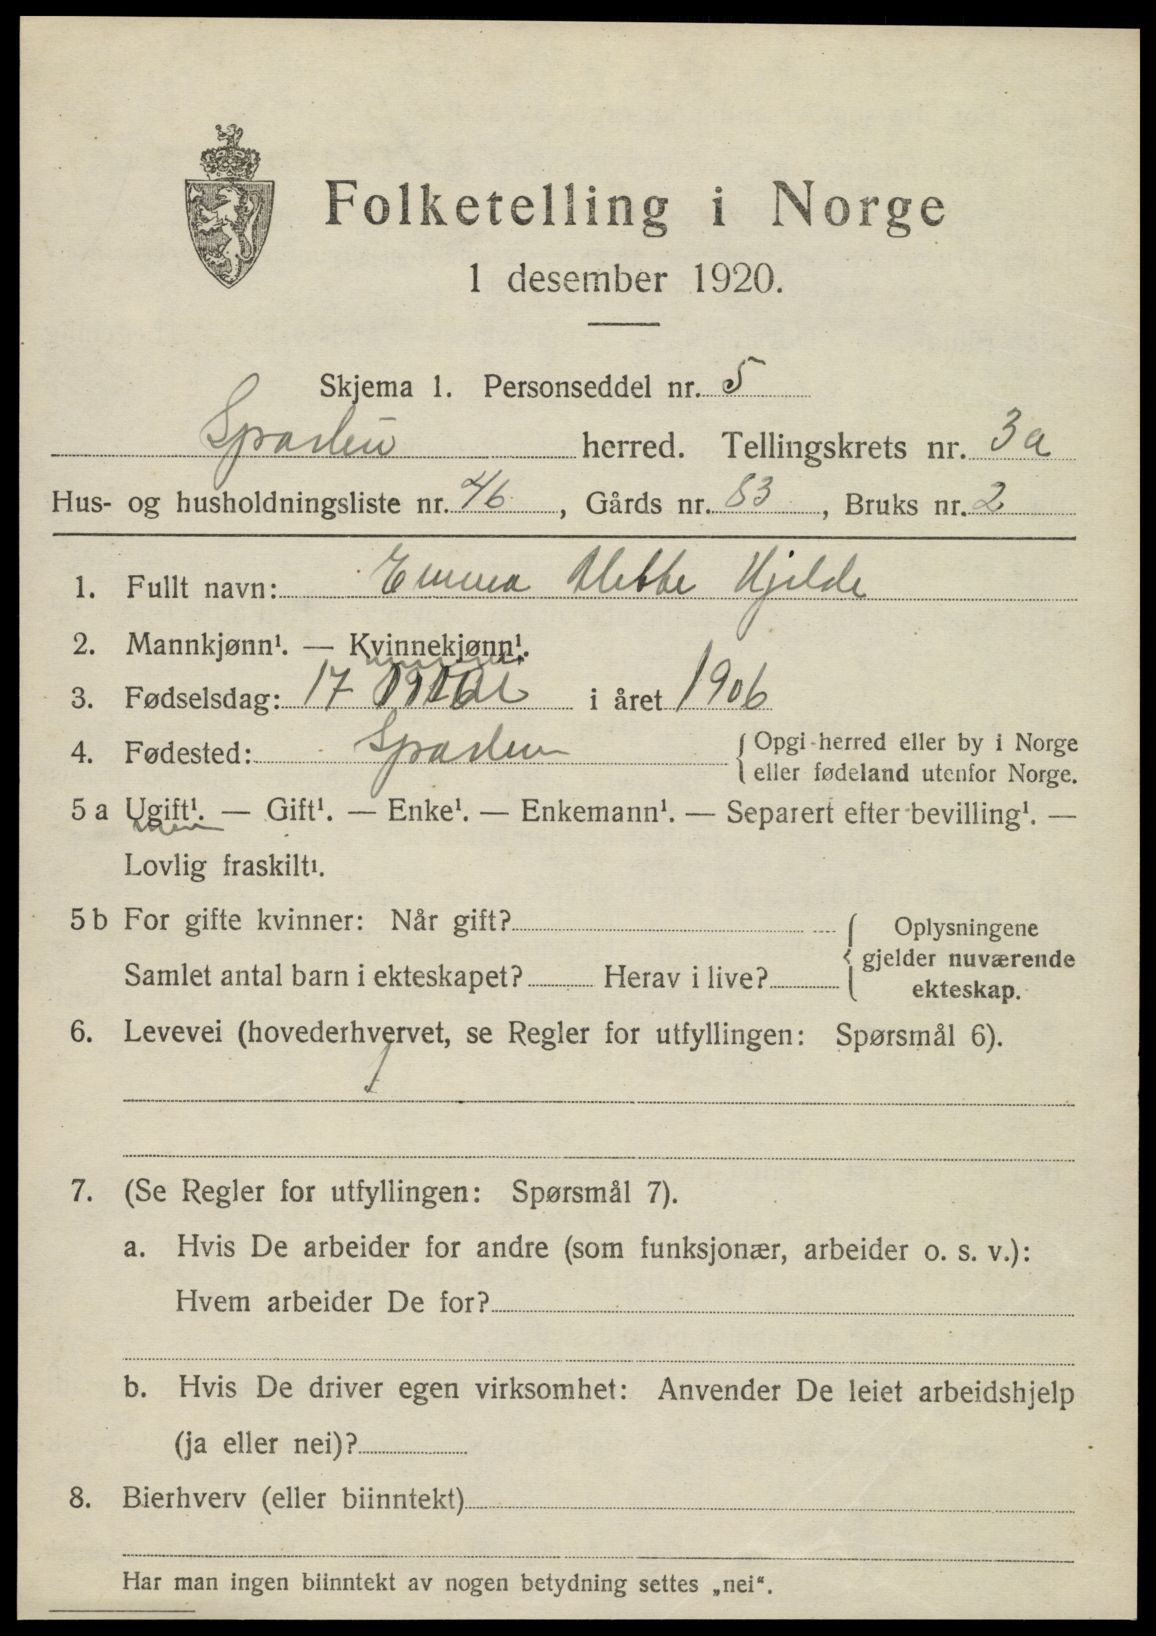 Folketelling i Norge
1 desember 1920.
Skjema 1. Personseddel nr. 5
Sparbu herred. Tellingskrets nr. 3a
Hus- og husholdningsliste nr. 46, Gårds nr. 83, Bruks nr. 2
1. Fullt navn: Emma Mette Hjelde
2. Mannkjønn¹. — Kvinnekjønn¹.
3. Fødselsdag: 17 i året 1906
4. Fødested: Sparbu { Opgi herred eller by i Norge
eller fødeland utenfor Norge.
5 a Ugift¹. — Gift¹. — Enke¹. — Enkemann¹. — Separert efter bevilling¹. —
Lovlig fraskilt¹.
5 b For gifte kvinner: Når gift? { Oplysningene
Samlet antal barn i ekteskapet? Herav i live? gjelder nuværende
ekteskap.
6. Levevei (hovederhvervet, se Regler for utfyllingen: Spørsmål 6).
7. (Se Regler for utfyllingen: Spørsmål 7).
a. Hvis De arbeider for andre (som funksjonær, arbeider o. s. v.):
Hvem arbeider De for?
b. Hvis De driver egen virksomhet: Anvender De leiet arbeidshjelp
(ja eller nei)?
8. Bierhverv (eller biinntekt)
Har man ingen biinntekt av nogen betydning settes „nei“.